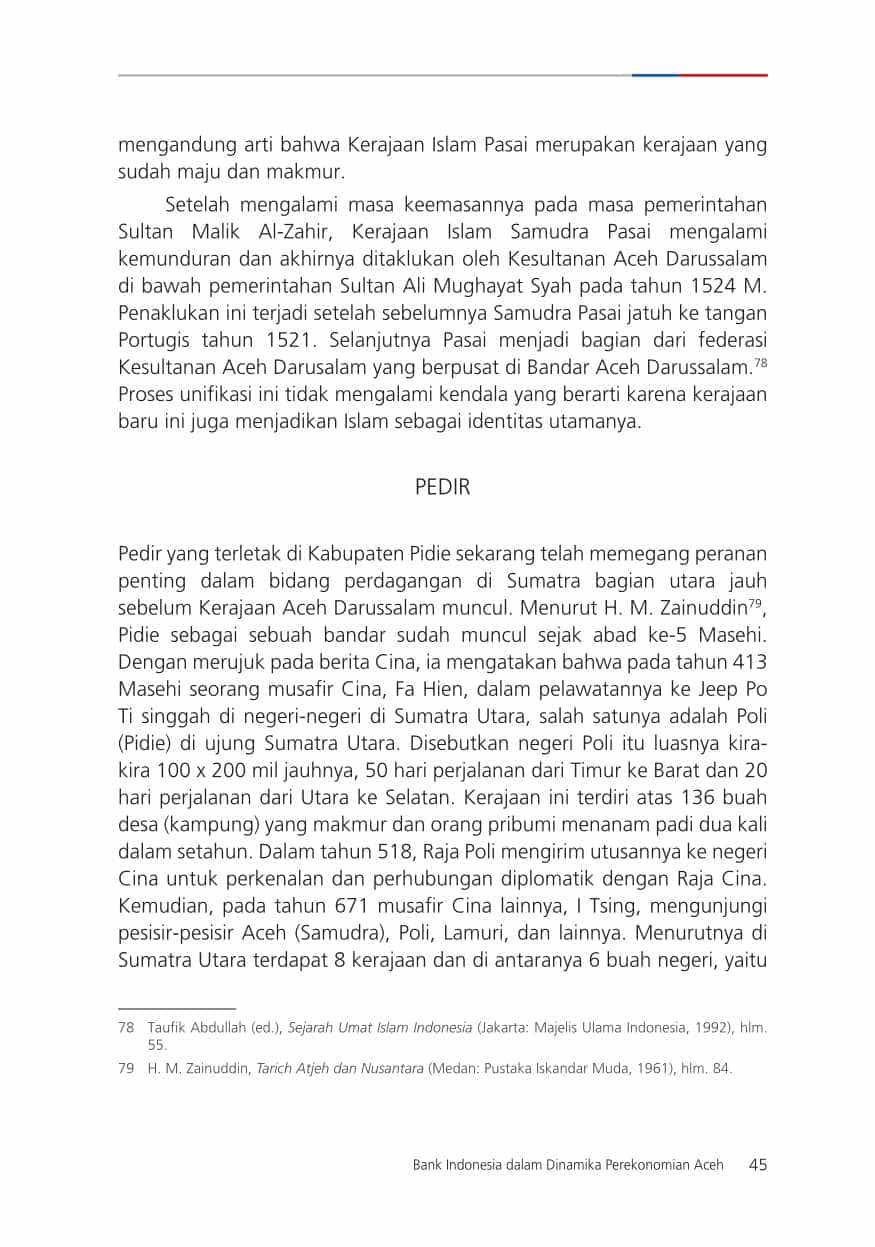 mengandung arti bahwa Kerajaan Islam Pasai merupakan kerajaan yang
sudah maju dan makmur.
Setelah mengalami masa keemasannya pada masa pemerintahan
Sultan Malik Al-Zahir, Kerajaan Islam Samudra Pasai mengalami
kemunduran dan akhirnya ditaklukan oleh Kesultanan Aceh Darussalam
di bawah pemerintahan Sultan Ali Mughayat Syah pada tahun 1524 M.
Penaklukan ini terjadi setelah sebelumnya Samudra Pasai jatuh ke tangan
Portugis tahun 1521. Selanjutnya Pasai menjadi bagian dari federasi
Kesultanan Aceh Darusalam yang berpusat di Bandar Aceh Darussalam.78
Proses unifikasi ini tidak mengalami kendala yang berarti karena kerajaan
baru ini juga menjadikan Islam sebagai identitas utamanya.
PEDIR
Pedir yang terletak di Kabupaten Pidie sekarang telah memegang peranan
penting dalam bidang perdagangan di Sumatra bagian utara jauh
sebelum Kerajaan Aceh Darussalam muncul. Menurut H. M. Zainuddin79,
Pidie sebagai sebuah bandar sudah muncul sejak abad ke-5 Masehi.
Dengan merujuk pada berita Cina, ia mengatakan bahwa pada tahun 413
Masehi seorang musafir Cina, Fa Hien, dalam pelawatannya ke Jeep Po
Ti singgah di negeri-negeri di Sumatra Utara, salah satunya adalah Poli
(Pidie) di ujung Sumatra Utara. Disebutkan negeri Poli itu luasnya kira-
kira 100 x 200 mil jauhnya, 50 hari perjalanan dari Timur ke Barat dan 20
hari perjalanan dari Utara ke Selatan. Kerajaan ini terdiri atas 136 buah
desa (kampung) yang makmur dan orang pribumi menanam padi dua kali
dalam setahun. Dalam tahun 518, Raja Poli mengirim utusannya ke negeri
Cina untuk perkenalan dan perhubungan diplomatik dengan Raja Cina.
Kemudian, pada tahun 671 musafir Cina lainnya, I Tsing, mengunjungi
pesisir-pesisir Aceh (Samudra), Poli, Lamuri, dan lainnya. Menurutnya di
Sumatra Utara terdapat 8 kerajaan dan di antaranya 6 buah negeri, yaitu
78 Taufik Abdullah (ed.), Sejarah Umat Islam Indonesia (Jakarta: Majelis Ulama Indonesia, 1992), hlm.
55.
79 H. M. Zainuddin, Tarich Atjeh dan Nusantara (Medan: Pustaka Iskandar Muda, 1961), hlm. 84.
Bank Indonesia dalam Dinamika Perekonomian Aceh 45